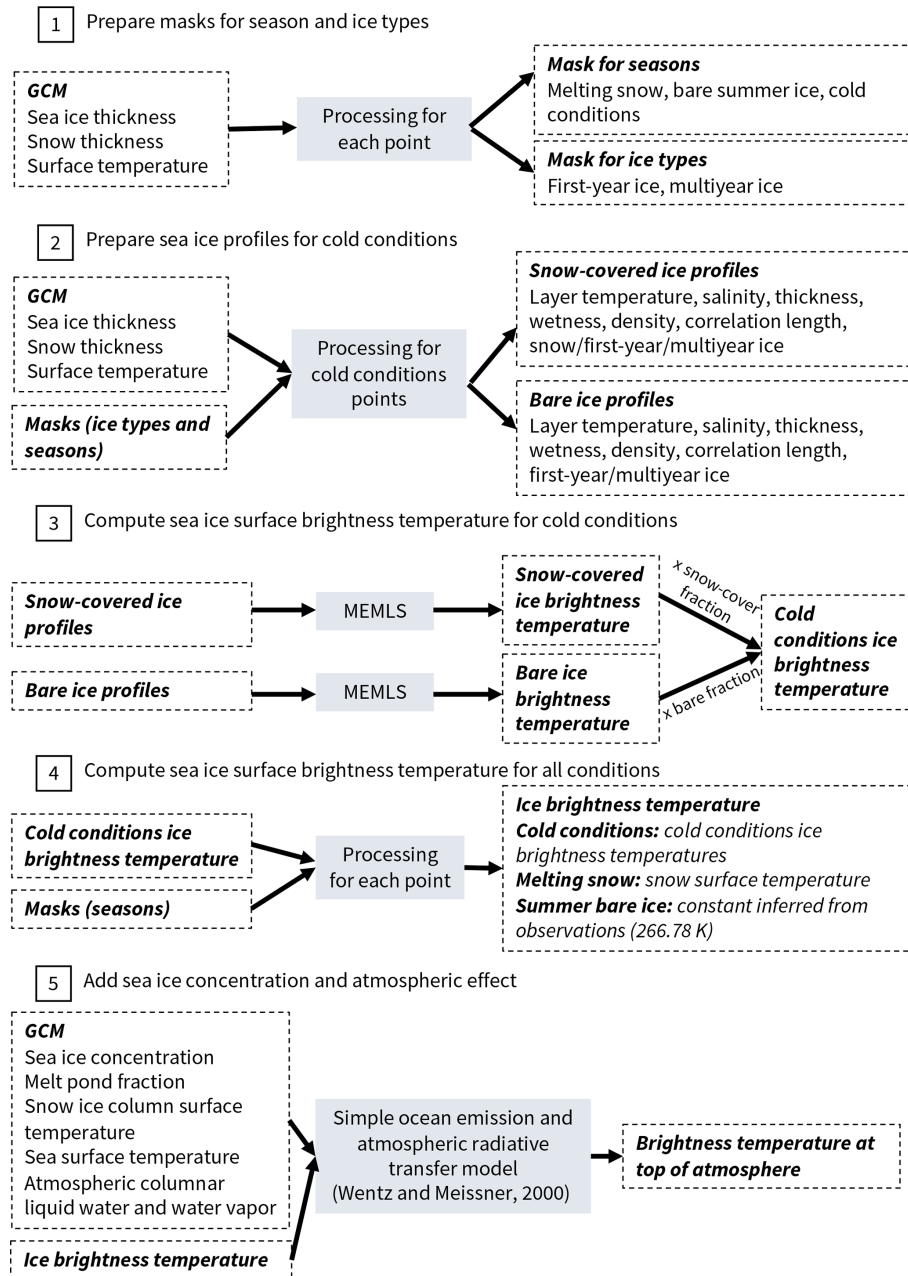 1 Prepare masks for season and ice types
GCM
Sea ice thickness
Snow thickness
Surface temperature
Processing for
each point
Mask for seasons
Melting snow, bare summer ice, cold
conditions
Mask for ice types
First-year ice, multiyear ice
2 Prepare sea ice profiles for cold conditions
GCM
Sea ice thickness
Snow thickness
Surface temperature
Masks (ice types and
seasons)
Processing for
cold conditions
points
Snow-covered ice profiles
Layer temperature, salinity, thickness,
wetness, density, correlation length,
snow/first-year/multiyear ice
Bare ice profiles
Layer temperature, salinity, thickness,
wetness, density, correlation length,
first-year/multiyear ice
3 Compute sea ice surface brightness temperature for cold conditions
Snow-covered ice
profiles
MEMLS
Snow-covered
ice brightness
temperature
x snow-cover
fraction
Bare ice profiles
MEMLS
Bare ice
brightness
temperature
x bare fraction
Cold
conditions ice
brightness
temperature
4 Compute sea ice surface brightness temperature for all conditions
Cold conditions ice
brightness temperature
Masks (seasons)
Processing
for each point
Ice brightness temperature
Cold conditions: cold conditions ice
brightness temperatures
Melting snow: snow surface temperature
Summer bare ice: constant inferred from
observations (266.78 K)
5 Add sea ice concentration and atmospheric effect
GCM
Sea ice concentration
Melt pond fraction
Snow ice column surface
temperature
Sea surface temperature
Atmospheric columnar
liquid water and water vapor
Ice brightness temperature
Simple ocean emission and
atmospheric radiative
transfer model
(Wentz and Meissner, 2000)
Brightness temperature at
top of atmosphere